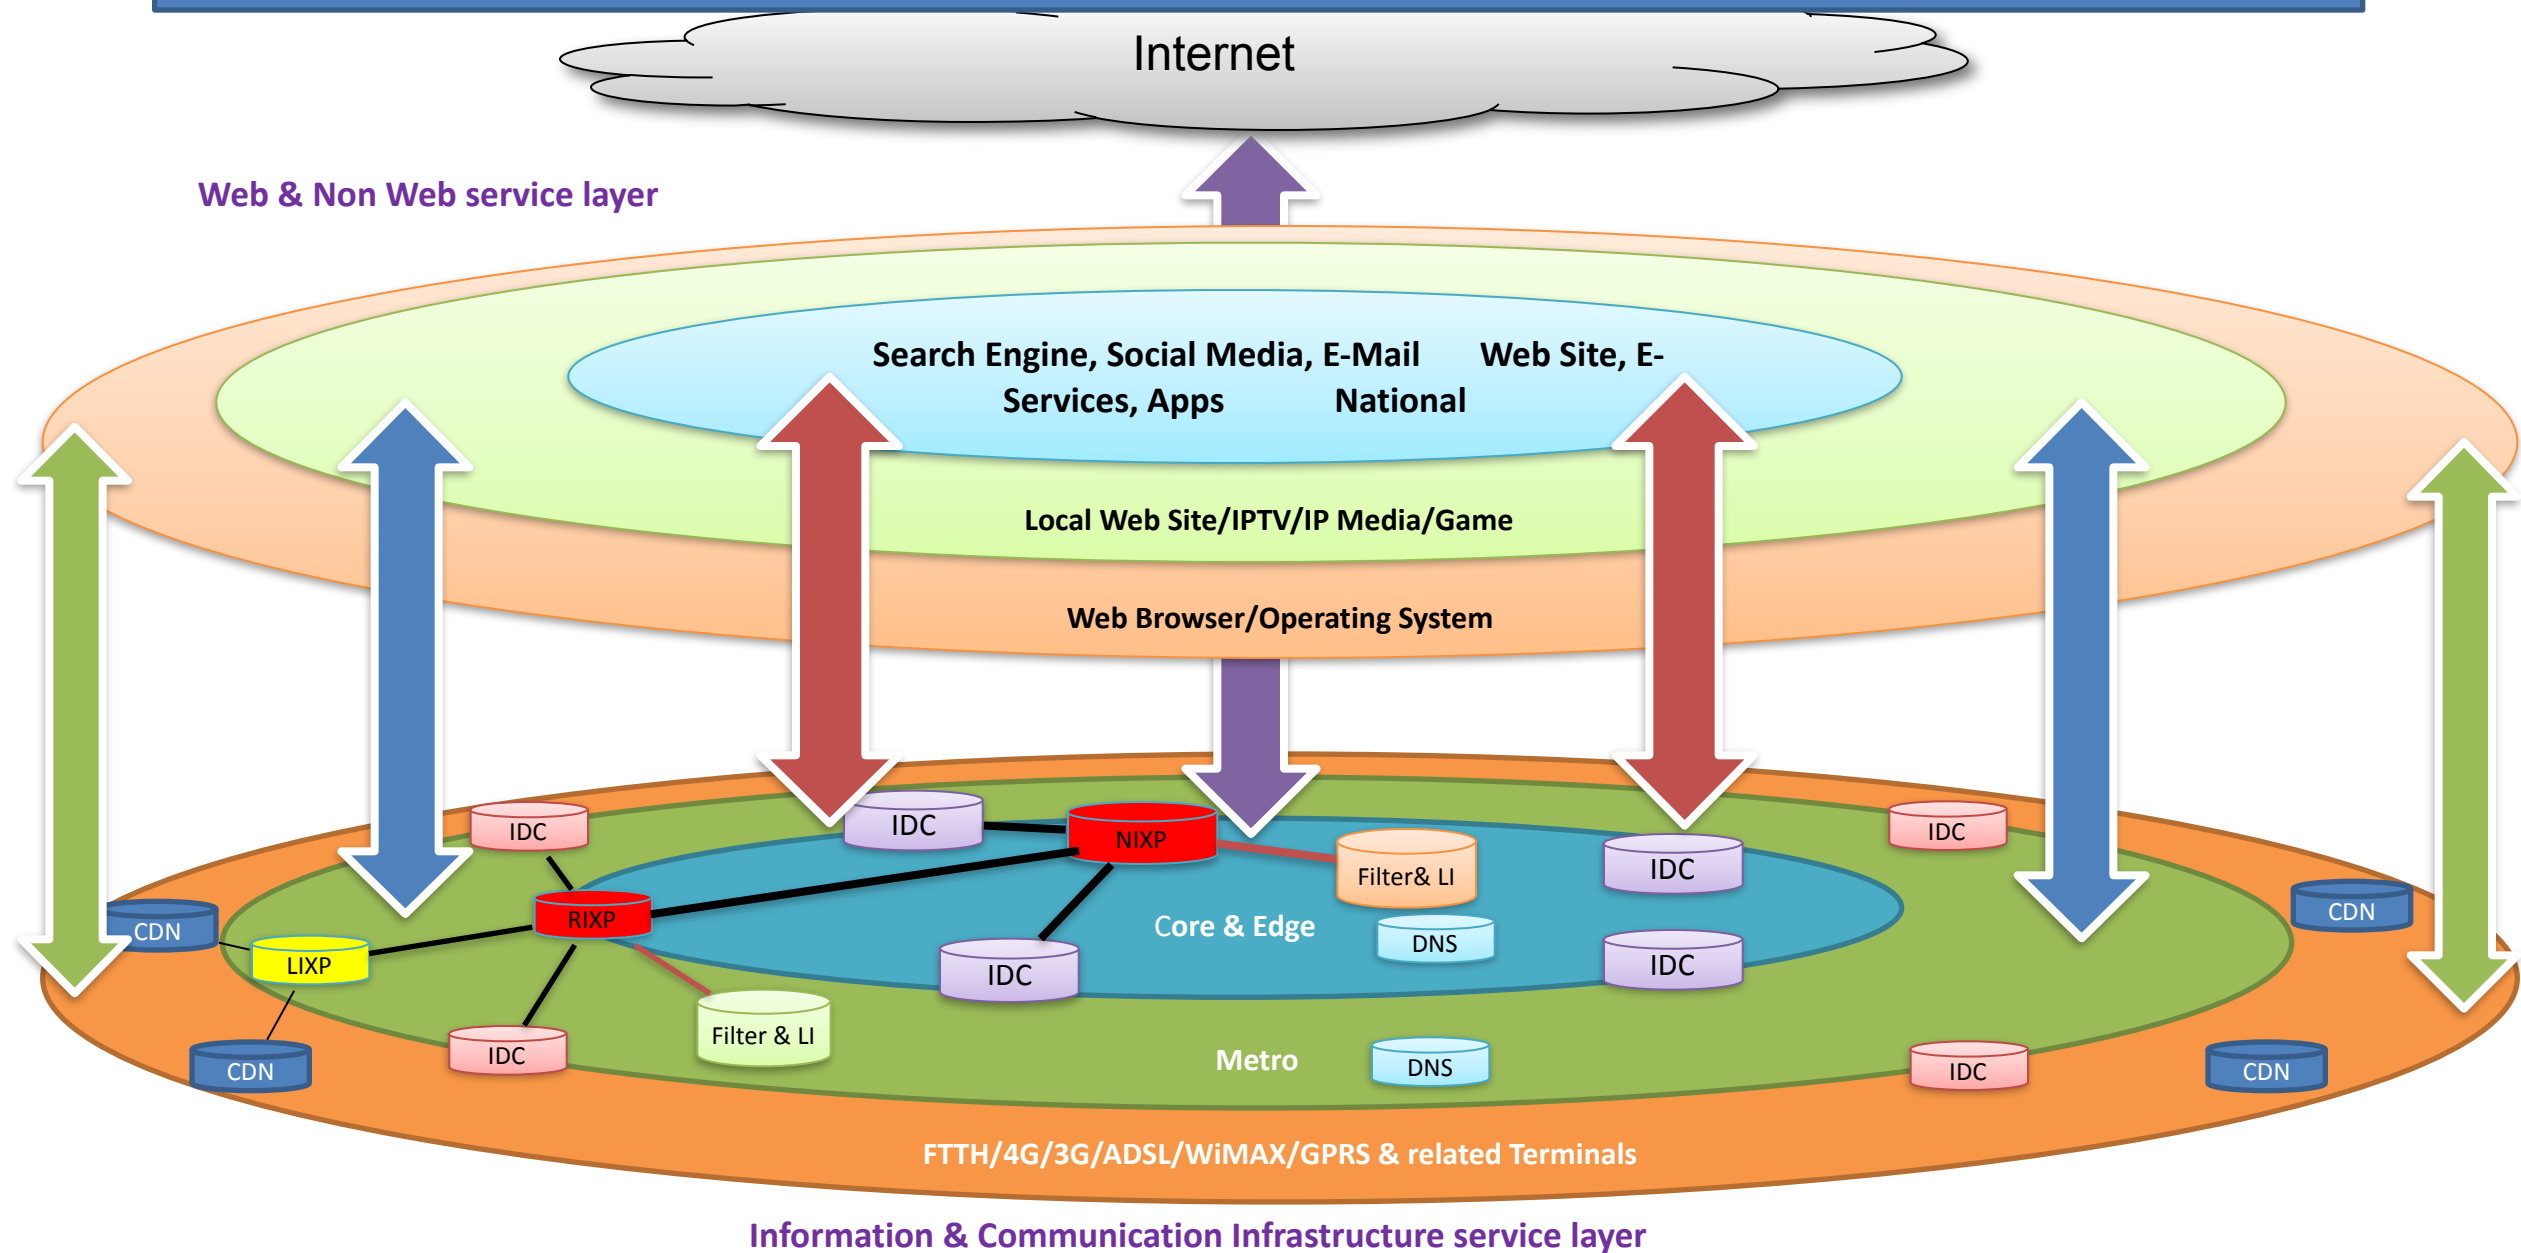 Internet
Web & Non Web service layer
Search Engine, Social Media, E-Mail Web Site, E-
Services, Apps National
Local Web Site/IPTV/IP Media/Game
Web Browser/Operating System
IDC
IDC
NIXP
IDC
IDC
Filter& LI
RIXP
CDN
CDN
Core & Edge
DNS
LIXP
IDC
IDC
Filter & LI
IDC
Metro
DNS
IDC
CDN
CDN
FTTH/4G/3G/ADSL/WiMAX/GPRS & related Terminals
Information & Communication Infrastructure service layer